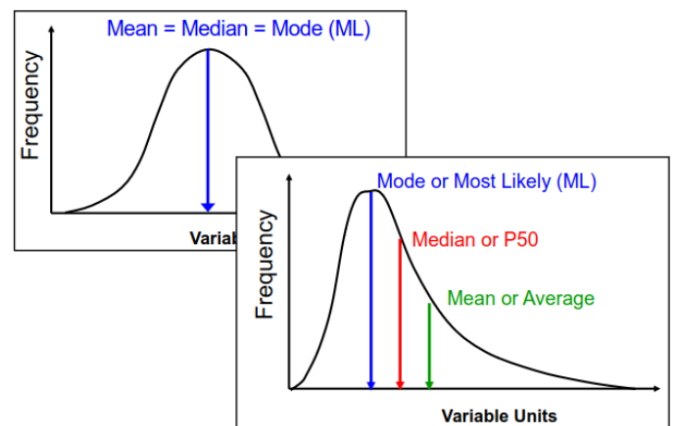 Mean = Median = Mode (ML)
Frequency
Variab
Mode or Most Likely (ML)
Median or P50
Mean or Average
Frequency
Variable Units